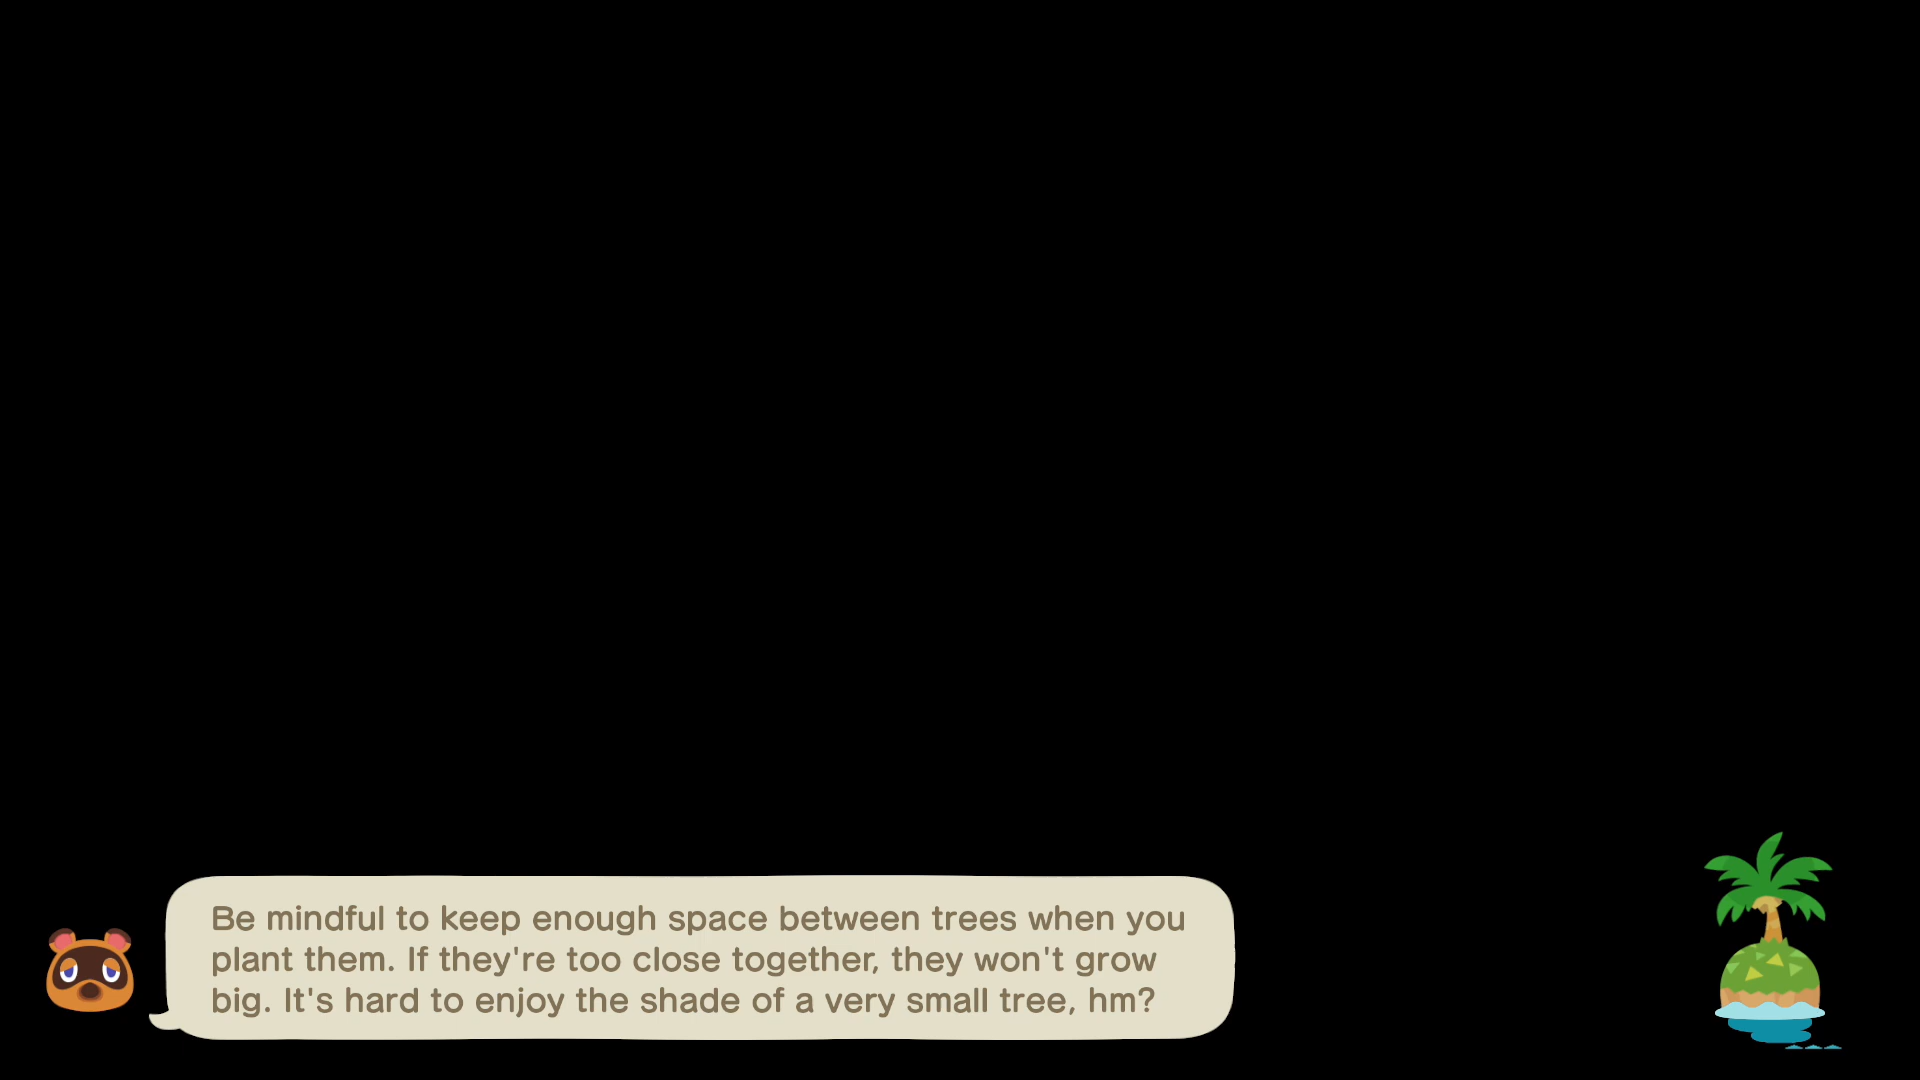 Be mindful to keep enough space between trees when you
plant them. If they're too close together, they won't grow
big. It's hard to enjoy the shade of a very small tree, hm?